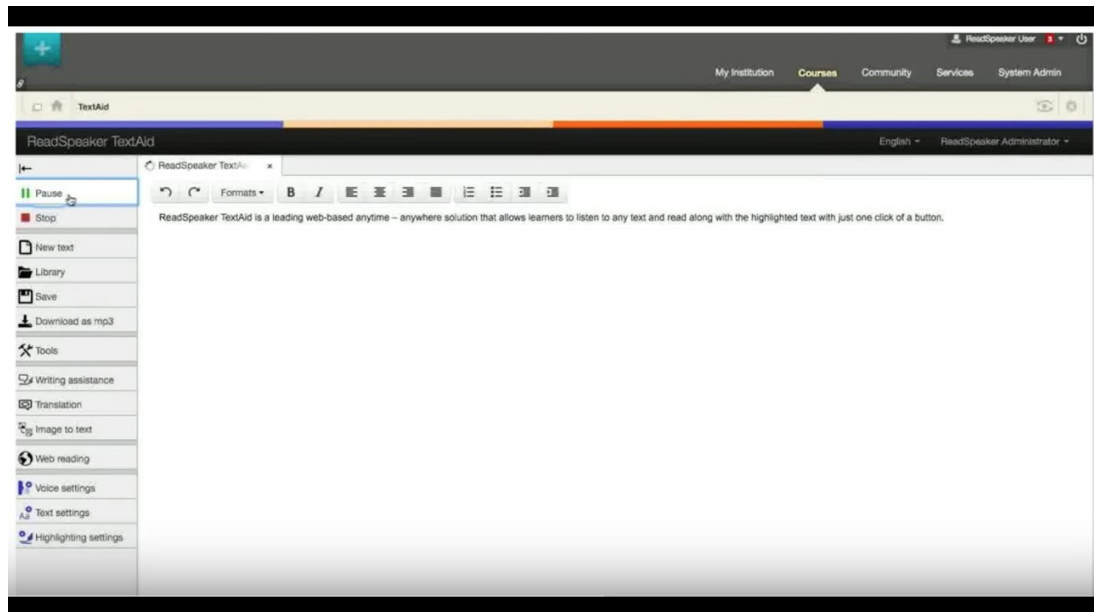 ReadSpeaker User 3
My Institution Courses Community Services System Admin
TextAid
ReadSpeaker TextAid English ReadSpeaker Administrator
ReadSpeaker TextAi
Pause
Formats B I
Stop
ReadSpeaker TextAid is a leading web-based anytime – anywhere solution that allows learners to listen to any text and read along with the highlighted text with just one click of a button.
New text
Library
Save
Download as mp3
Tools
Writing assistance
Translation
Image to text
Web reading
Voice settings
Text settings
Highlighting settings